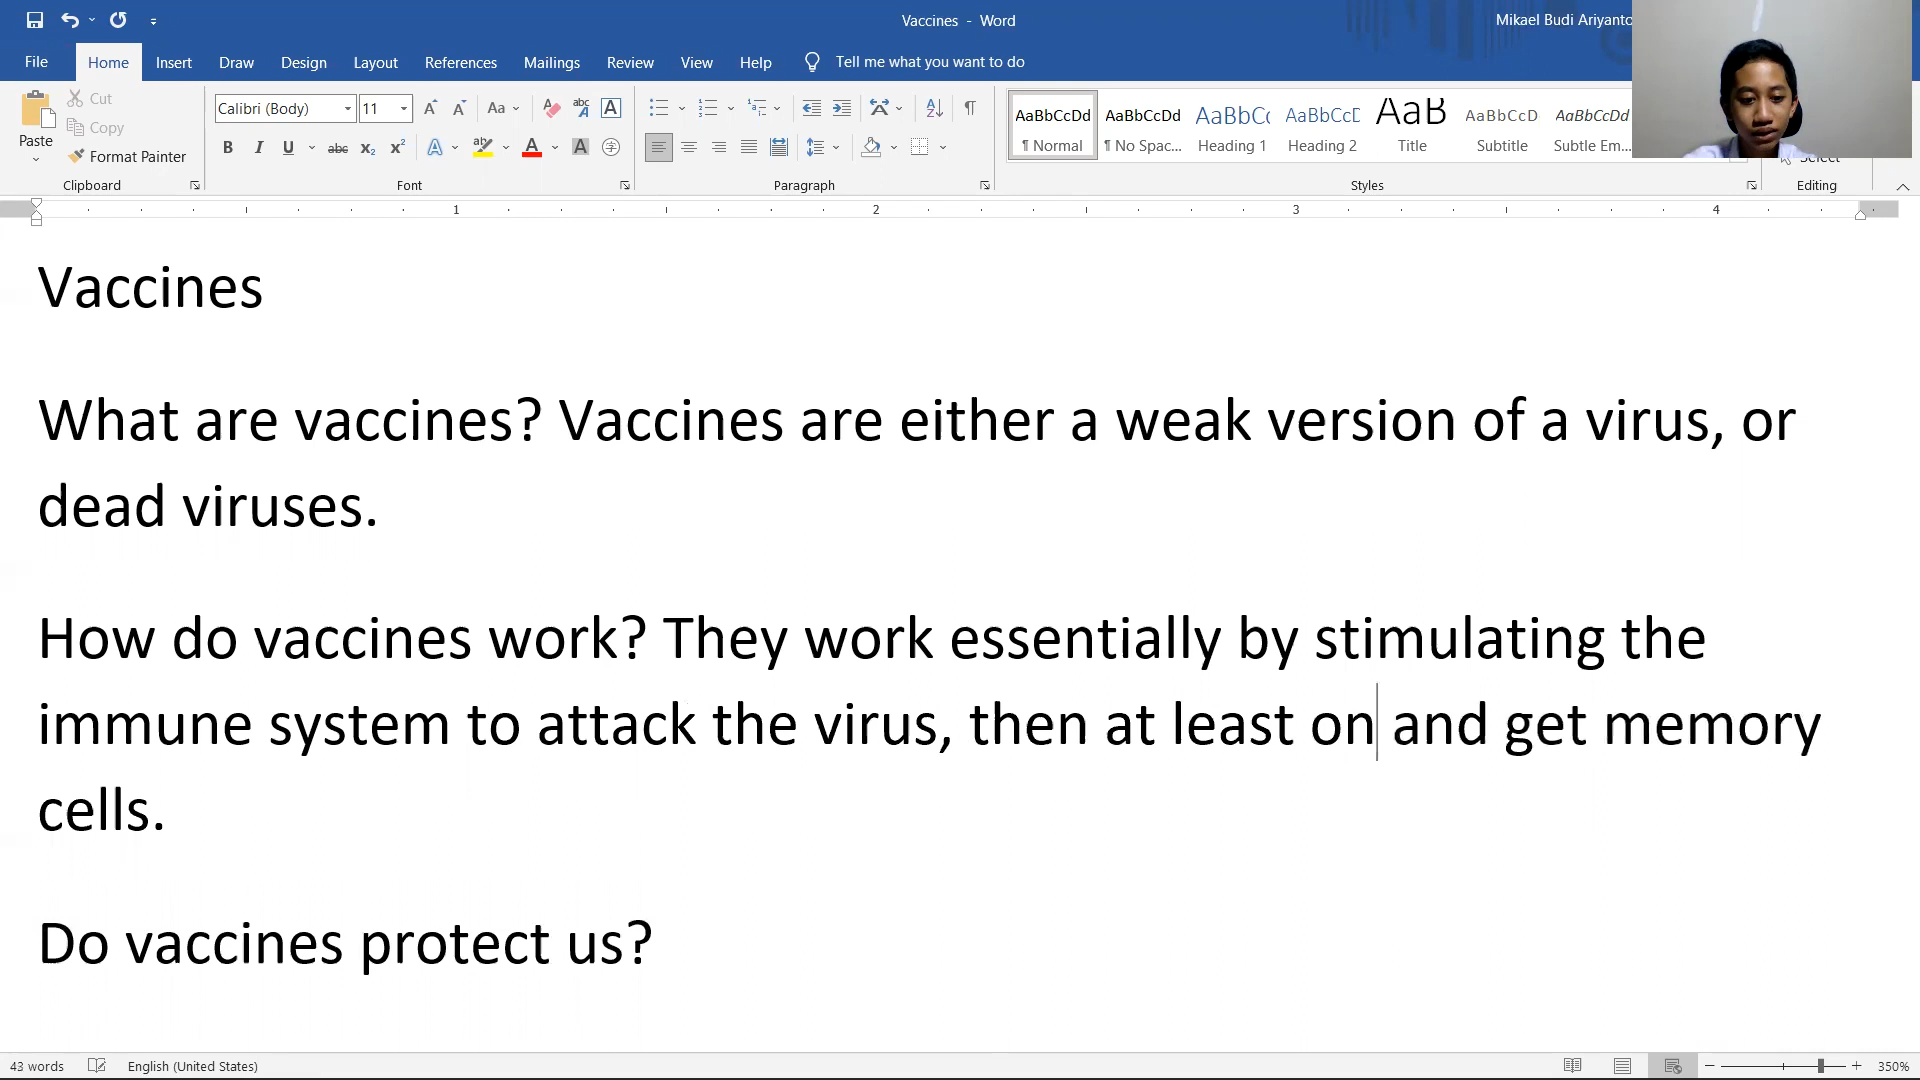 Vaccines - Word
Mikael Budi Ariyanto
File Home Insert Draw Design Layout References Mailings Review View Help Tell me what you want to do
Paste
Cut
Copy
Format Painter
Clipboard
Calibri (Body) 11
Font
Paragraph
AaBbCcDd AaBbCcDd AaBbCc AaBbCcD AaB AaBbCcD AaBbCcDd
¶ Normal ¶ No Spac... Heading 1 Heading 2 Title Subtitle Subtle Em...
Styles
Select
Editing
1 2 3 4
Vaccines
What are vaccines? Vaccines are either a weak version of a virus, or
dead viruses.
How do vaccines work? They work essentially by stimulating the
immune system to attack the virus, then at least on and get memory
cells.
Do vaccines protect us?
43 words English (United States) 350%